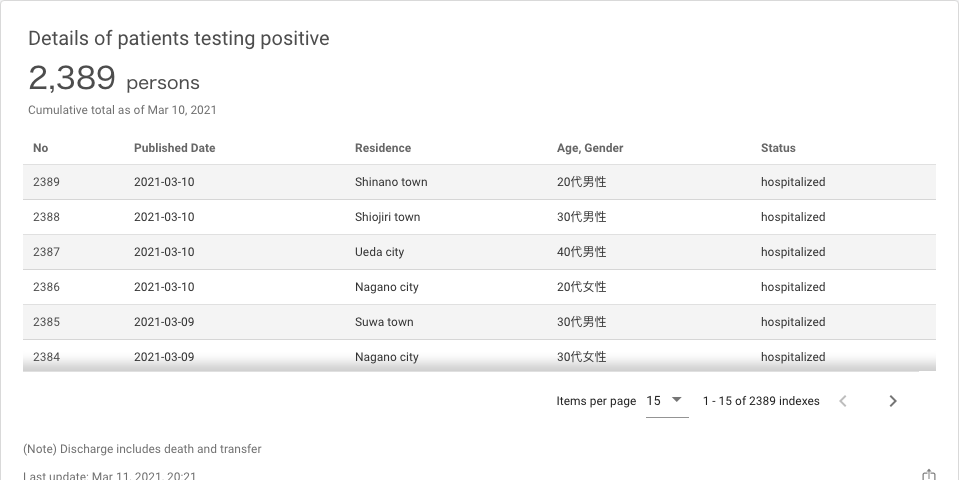 Details of patients testing positive
2,389 persons
Cumulative total as of Mar 10, 2021
No Published Date Residence Age, Gender Status
2389 2021-03-10 Shinano town 20代男性 hospitalized
2388 2021-03-10 Shiojiri town 30代男性 hospitalized
2387 2021-03-10 Ueda city 40代男性 hospitalized
2386 2021-03-10 Nagano city 20代女性 hospitalized
2385 2021-03-09 Suwa town 30代男性 hospitalized
2384 2021-03-09 Nagano city 30代女性 hospitalized
Items per page 15 1 - 15 of 2389 indexes
(Note) Discharge includes death and transfer
Last update: Mar 11, 2021, 20:21